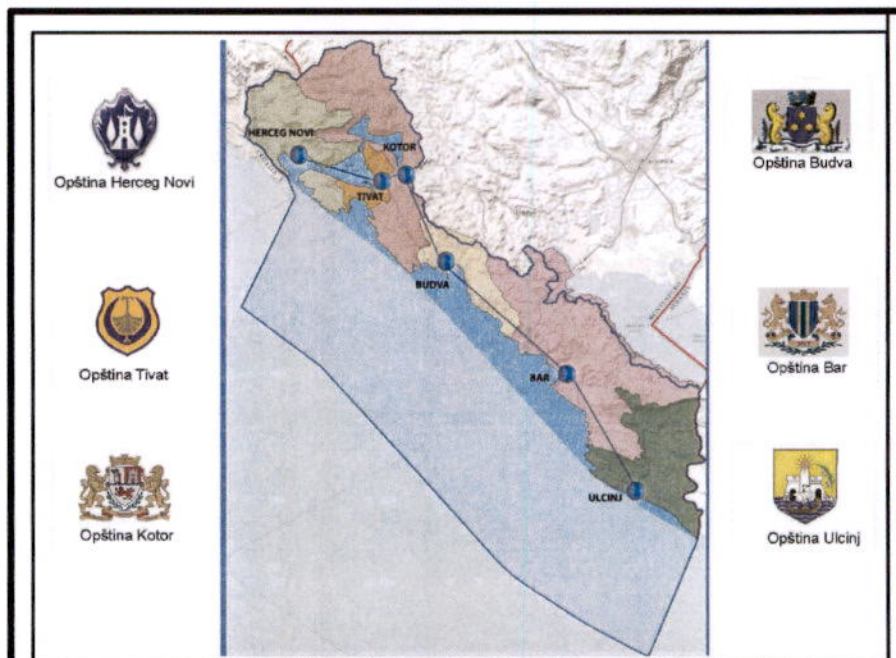 Opština Herceg Novi
Opština Tivat
Opština Kotor
HERCEG NOVI
KOTOR
TIVAT
BUDVA
BAR
ULCINJ
Opština Budva
Opština Bar
Opština Ulcinj